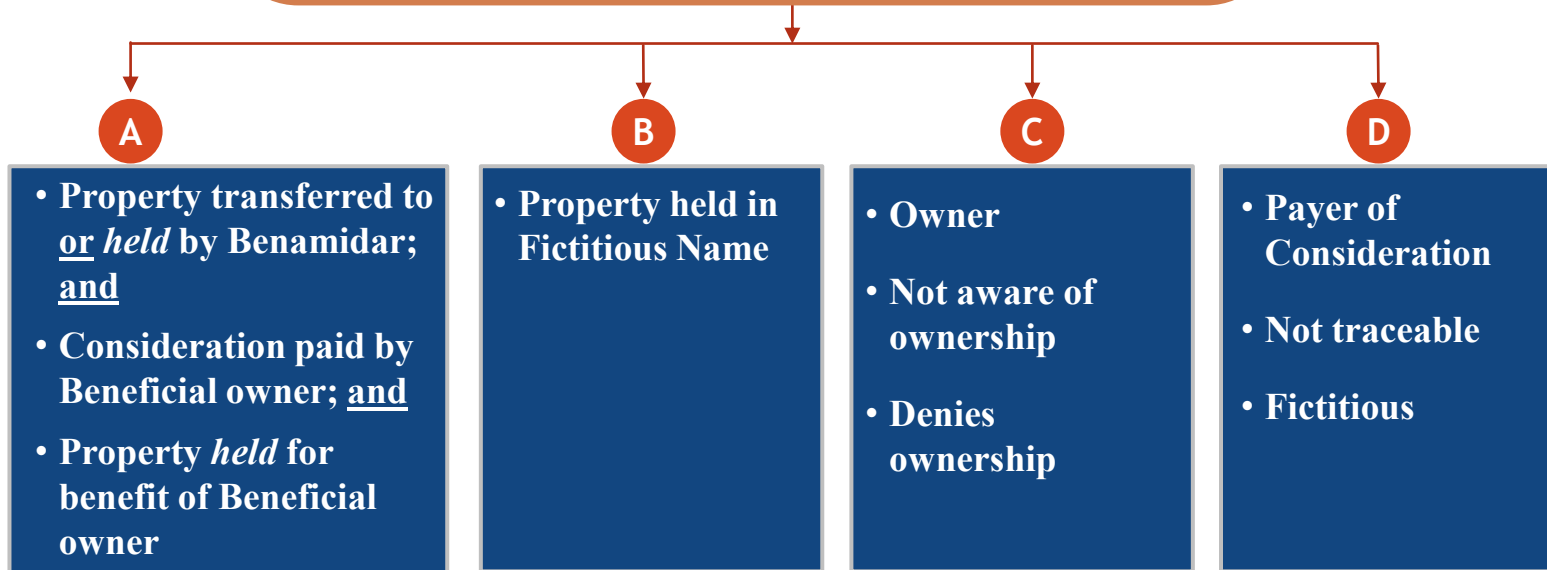 A
• Property transferred to
or held by Benamidar;
and
• Consideration paid by
Beneficial owner; and
• Property held for
benefit of Beneficial
owner
B
• Property held in
Fictitious Name
C
• Owner
• Not aware of
ownership
• Denies
ownership
D
• Payer of
Consideration
• Not traceable
• Fictitious